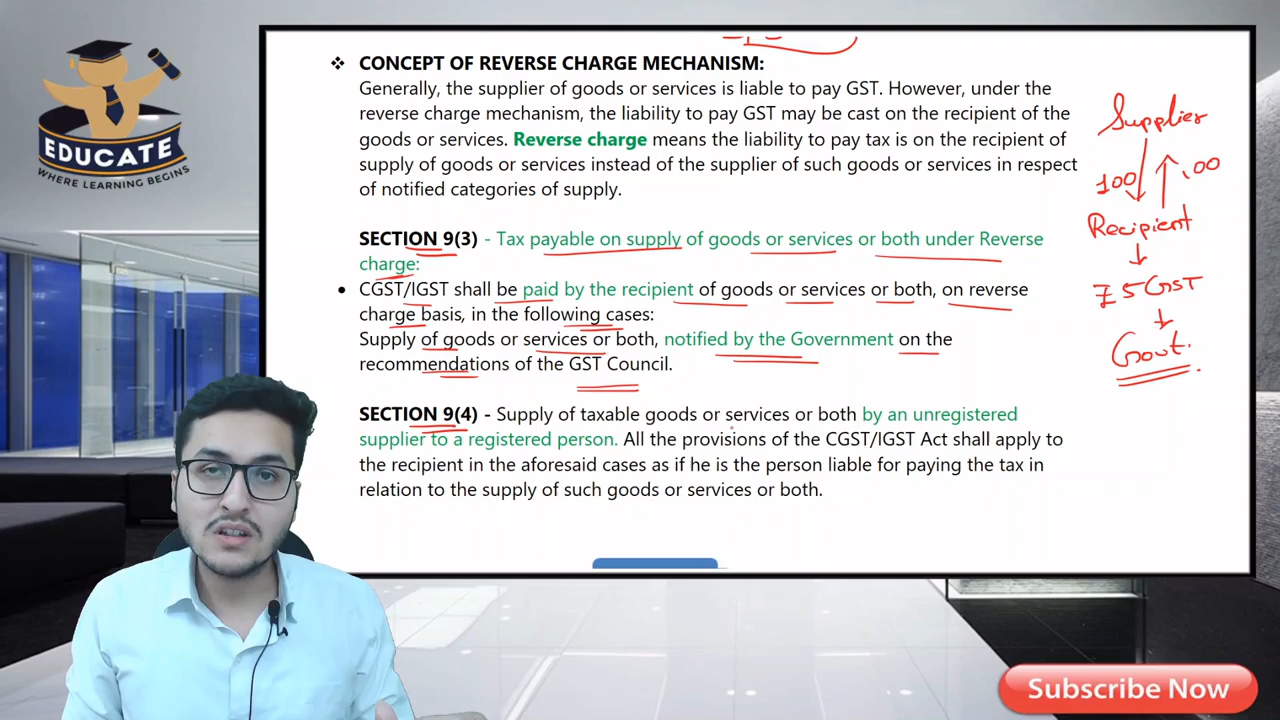 EDUCATE
WHERE LEARNING BEGINS
❖ CONCEPT OF REVERSE CHARGE MECHANISM:
Generally, the supplier of goods or services is liable to pay GST. However, under the
reverse charge mechanism, the liability to pay GST may be cast on the recipient of the
goods or services. Reverse charge means the liability to pay tax is on the recipient of
supply of goods or services instead of the supplier of such goods or services in respect
of notified categories of supply.
SECTION 9(3) - Tax payable on supply of goods or services or both under Reverse
charge:
• CGST/IGST shall be paid by the recipient of goods or services or both, on reverse
charge basis, in the following cases:
Supply of goods or services or both, notified by the Government on the
recommendations of the GST Council.
SECTION 9(4) - Supply of taxable goods or services or both by an unregistered
supplier to a registered person. All the provisions of the CGST/IGST Act shall apply to
the recipient in the aforesaid cases as if he is the person liable for paying the tax in
relation to the supply of such goods or services or both.
Supplier
100 100
Recipient
5 GST
Govt.
Subscribe Now